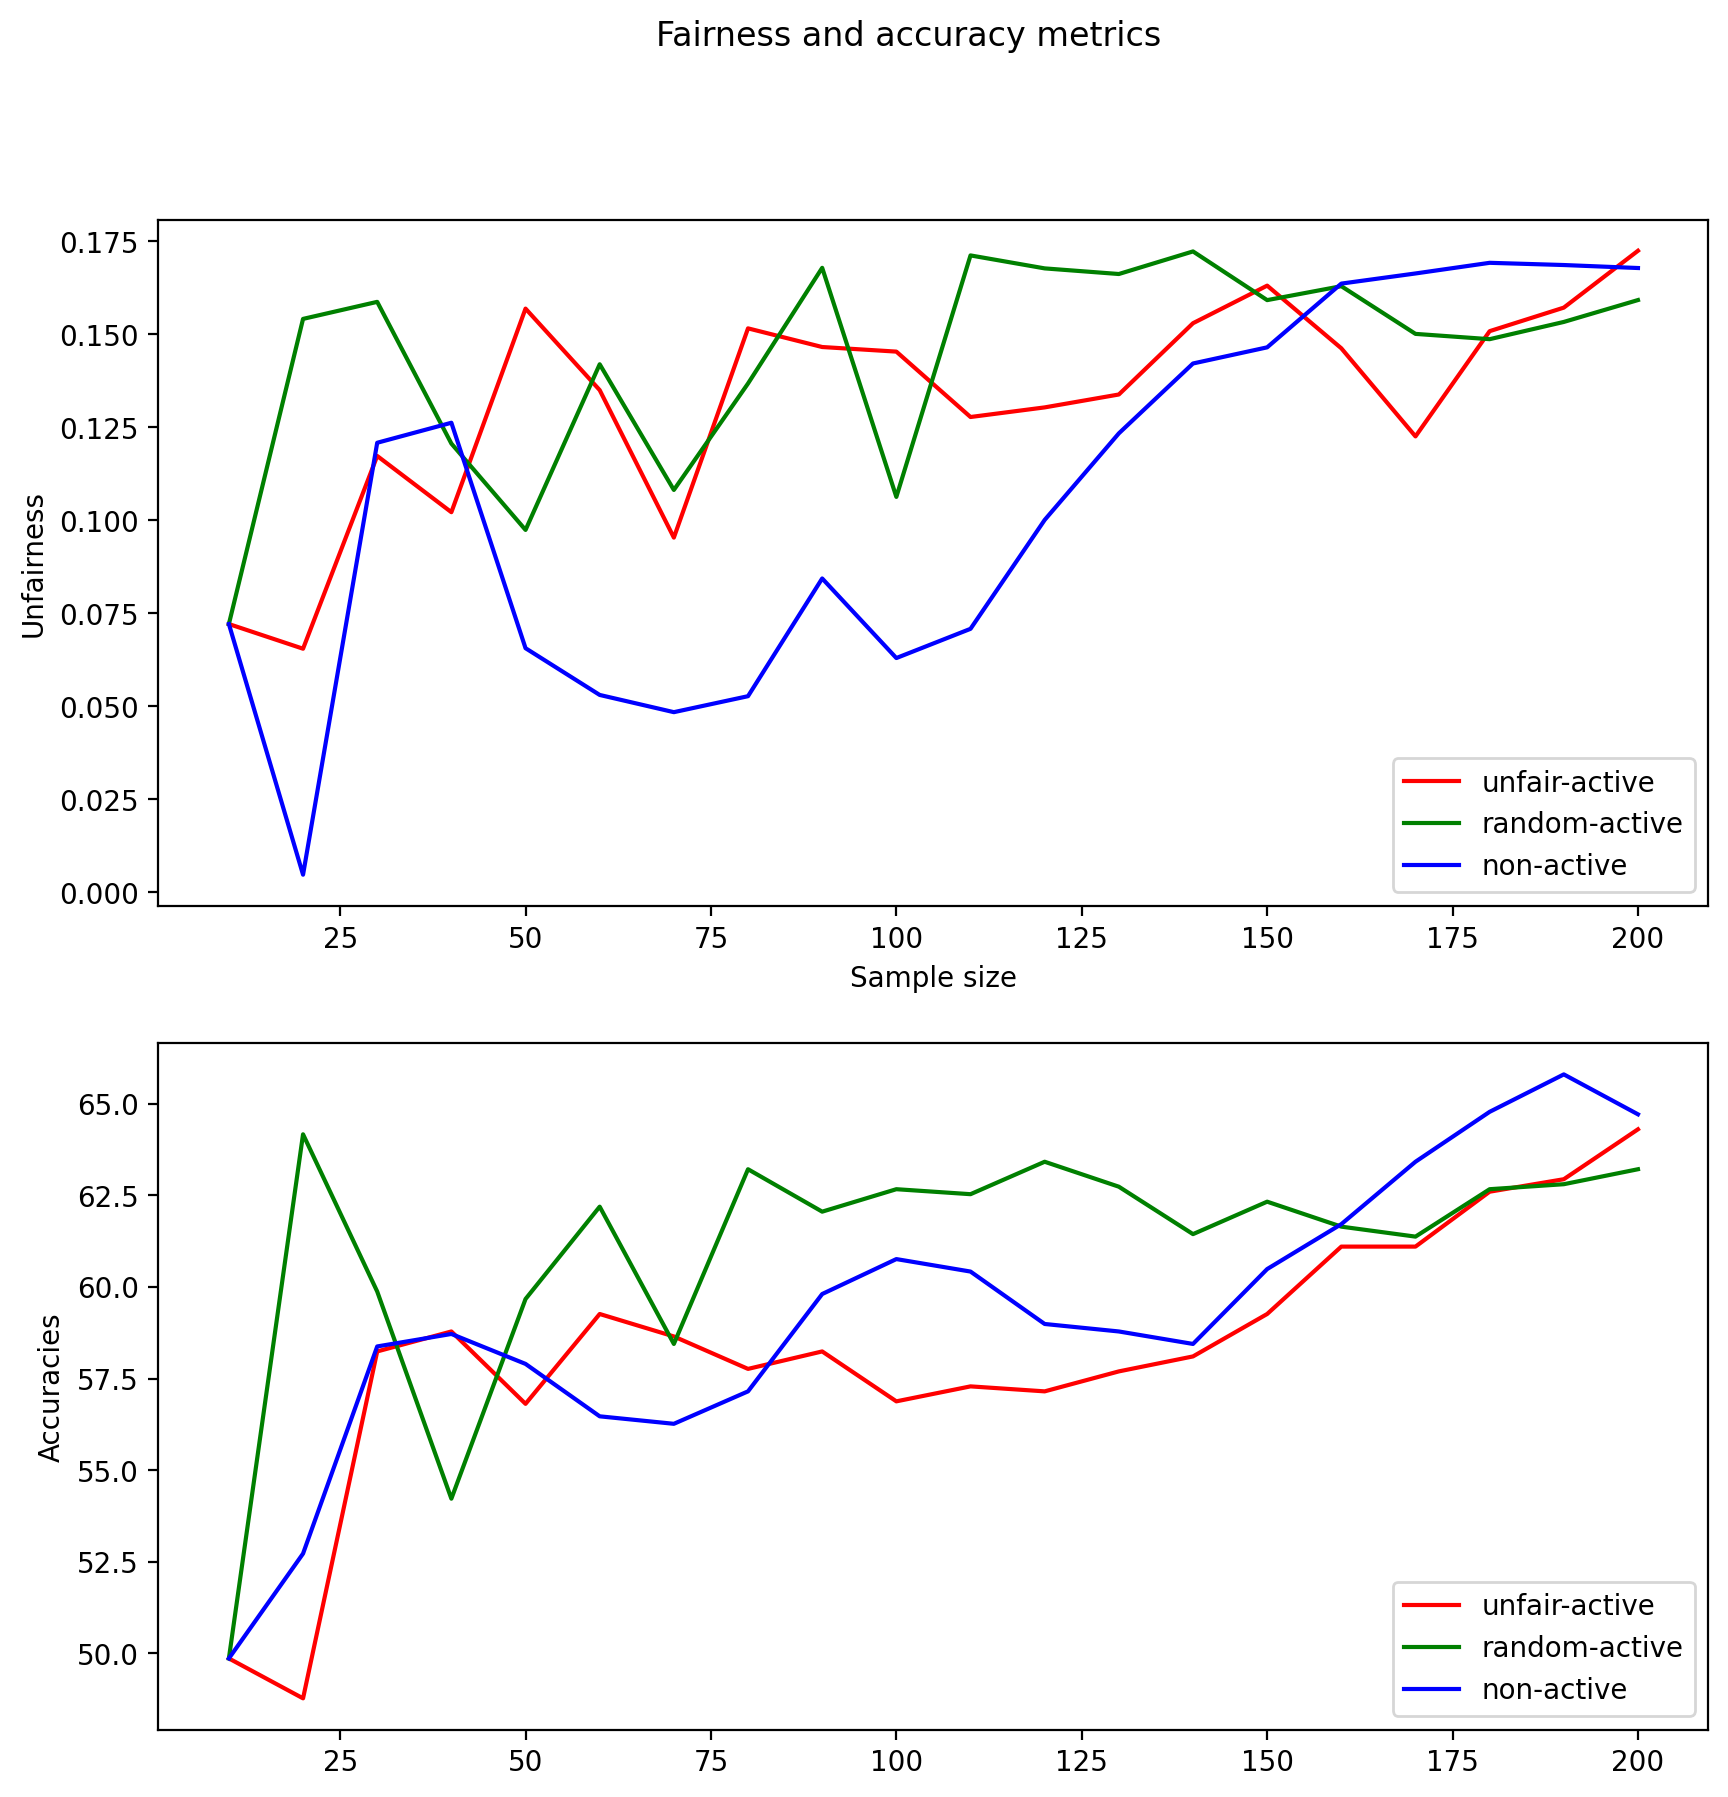 Fairness and accuracy metrics
Unfairness
0.175
0.150
0.125
0.100
0.075
0.050
0.025
0.000
unfair-active
random-active
non-active
25 50 75 100 125 150 175 200
Sample size
Accuracies
65.0
62.5
60.0
57.5
55.0
52.5
50.0
unfair-active
random-active
non-active
25 50 75 100 125 150 175 200